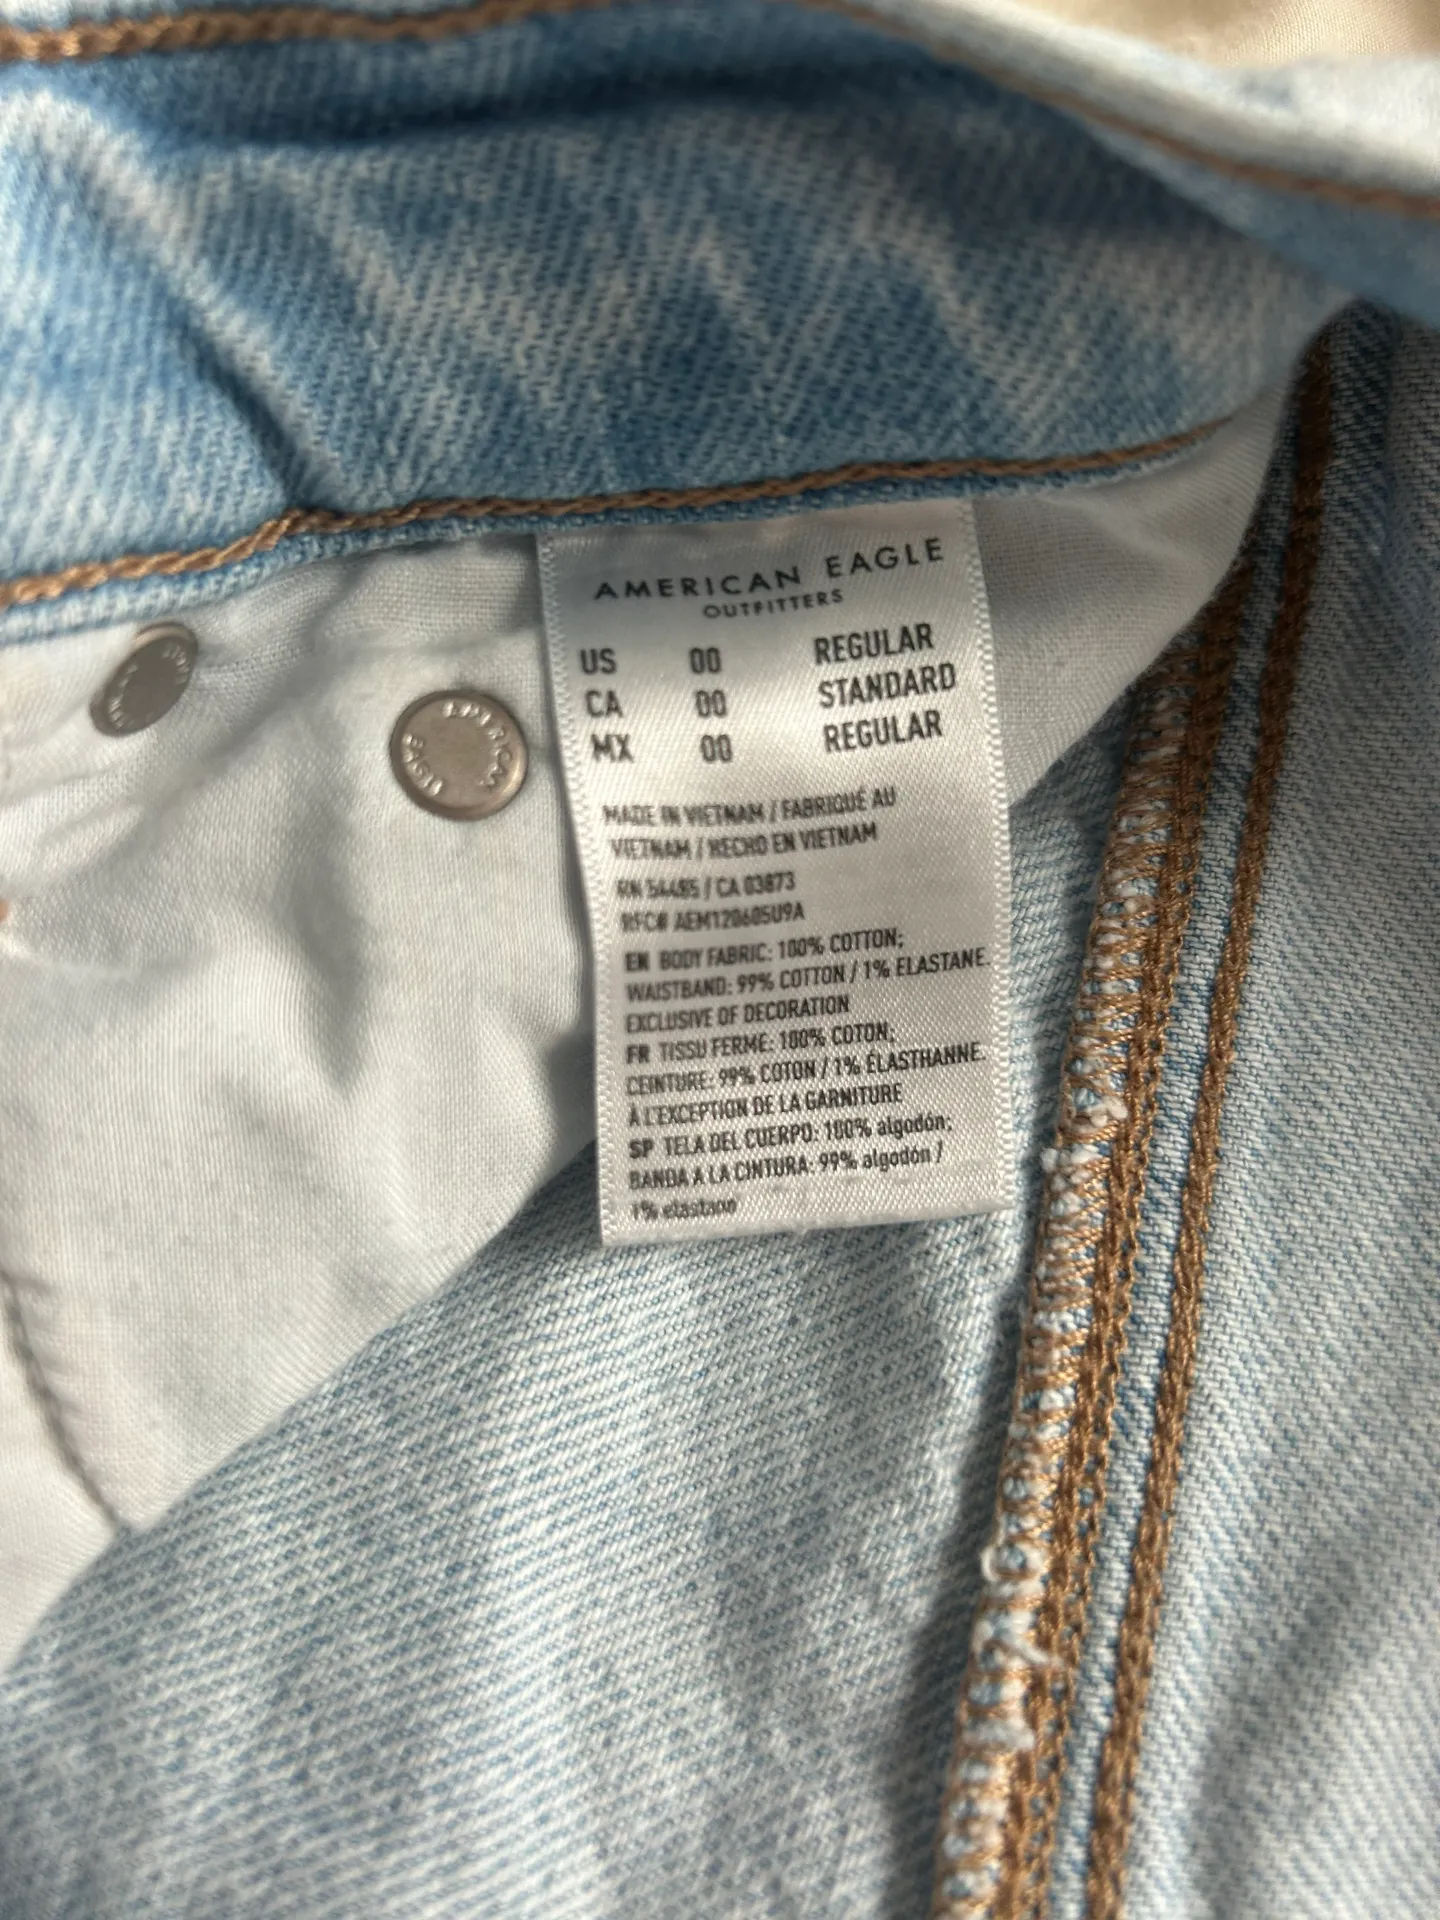 AMERICAN EAGLE
OUTFITTERS
US 00 REGULAR
CA 00 STANDARD
MX 00 REGULAR
MADE IN VIETNAM / FABRIQUÉ AU
VIETNAM / HECHO EN VIETNAM
RN 54485 / CA 03873
RFC# AEM120605U9A
EN BODY FABRIC: 100% COTTON;
WAISTBAND: 99% COTTON / 1% ELASTANE.
EXCLUSIVE OF DECORATION
FR TISSU FERME: 100% COTON;
CEINTURE: 99% COTON / 1% ÉLASTHANNE.
À L'EXCEPTION DE LA GARNITURE
SP TELA DEL CUERPO: 100% algodón;
BANDA A LA CINTURA: 99% algodón /
1% elastano
AMERICAN